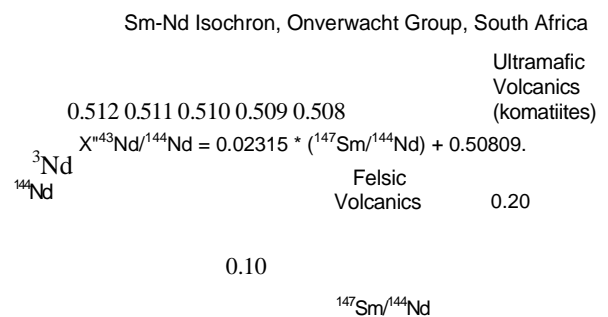 Sm-Nd Isochron, Onverwacht Group, South Africa
Ultramafic
Volcanics
(komatiites)
0.512 0.511 0.510 0.509 0.508
X"⁴³Nd/¹⁴⁴Nd = 0.02315 * (¹⁴⁷Sm/¹⁴⁴Nd) + 0.50809.
³Nd
¹⁴⁴Nd
Felsic
Volcanics
0.20
0.10
¹⁴⁷Sm/¹⁴⁴Nd